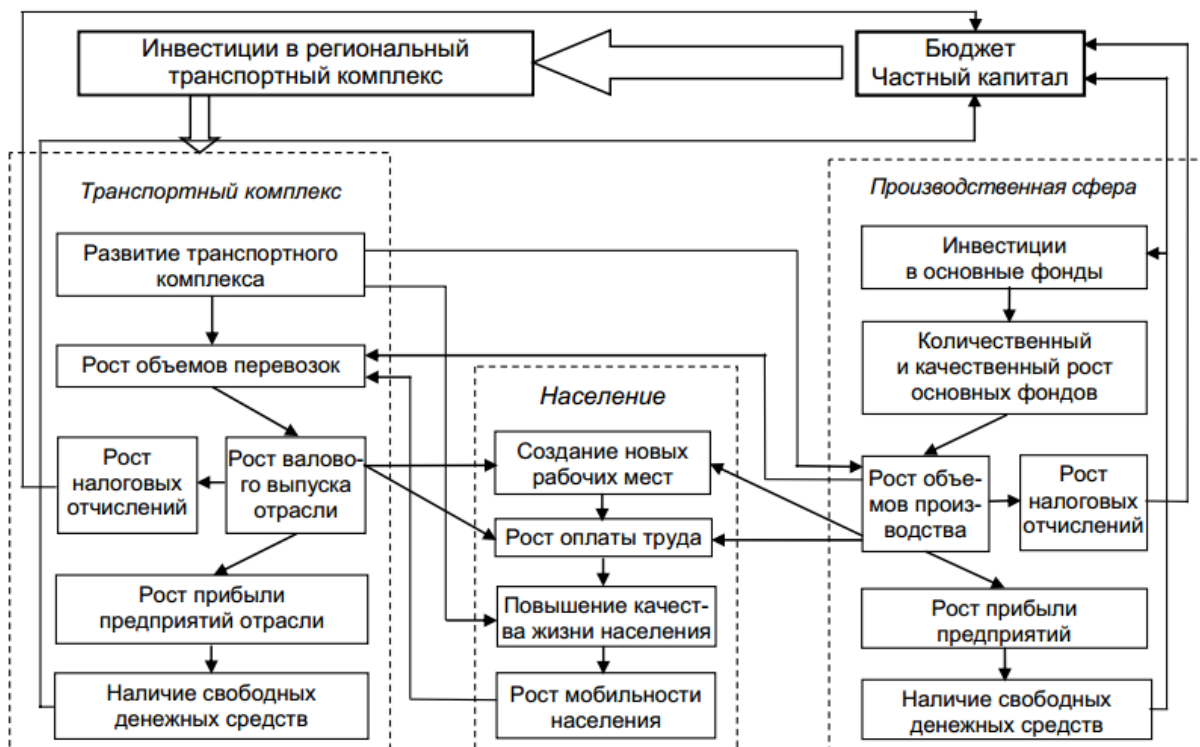 Инвестиции в региональный
транспортный комплекс
Бюджет
Частный капитал
Транспортный комплекс
Развитие транспортного
комплекса
Рост объемов перевозок
Рост
налоговых
отчислений
Рост валово-
го выпуска
отрасли
Рост прибыли
предприятий отрасли
Наличие свободных
денежных средств
Население
Создание новых
рабочих мест
Рост оплаты труда
Повышение качест-
ва жизни населения
Рост мобильности
населения
Производственная сфера
Инвестиции
в основные фонды
Количественный
и качественный рост
основных фондов
Рост объе-
мов произ-
водства
Рост
налоговых
отчислений
Рост прибыли
предприятий
Наличие свободных
денежных средств